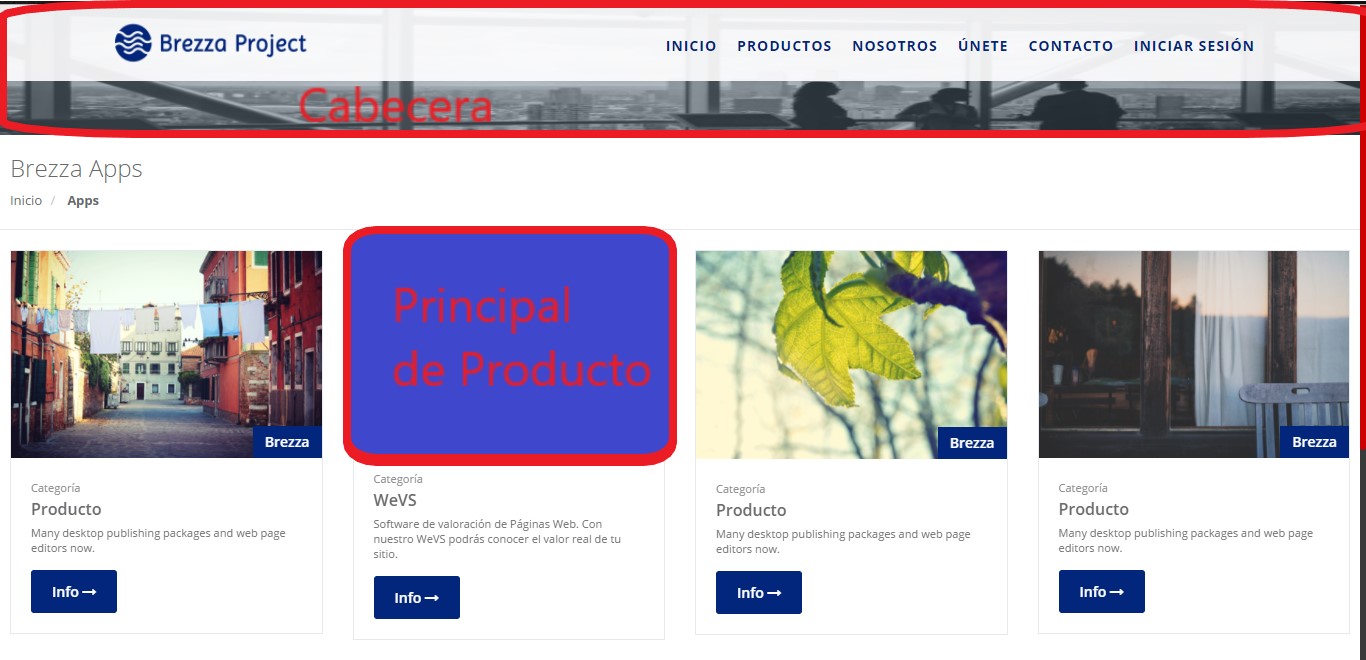 Brezza Project
INICIO PRODUCTOS NOSOTROS ÚNETE CONTACTO INICIAR SESIÓN
Cabecera
Brezza Apps
Inicio / Apps
Brezza
Categoría
Producto
Many desktop publishing packages and web page
editors now.
Info →
Principal
de Producto
Categoría
WeVS
Software de valoración de Páginas Web. Con
nuestro WeVS podrás conocer el valor real de tu
sitio.
Info →
Brezza
Categoría
Producto
Many desktop publishing packages and web page
editors now.
Info →
Brezza
Categoría
Producto
Many desktop publishing packages and web page
editors now.
Info →